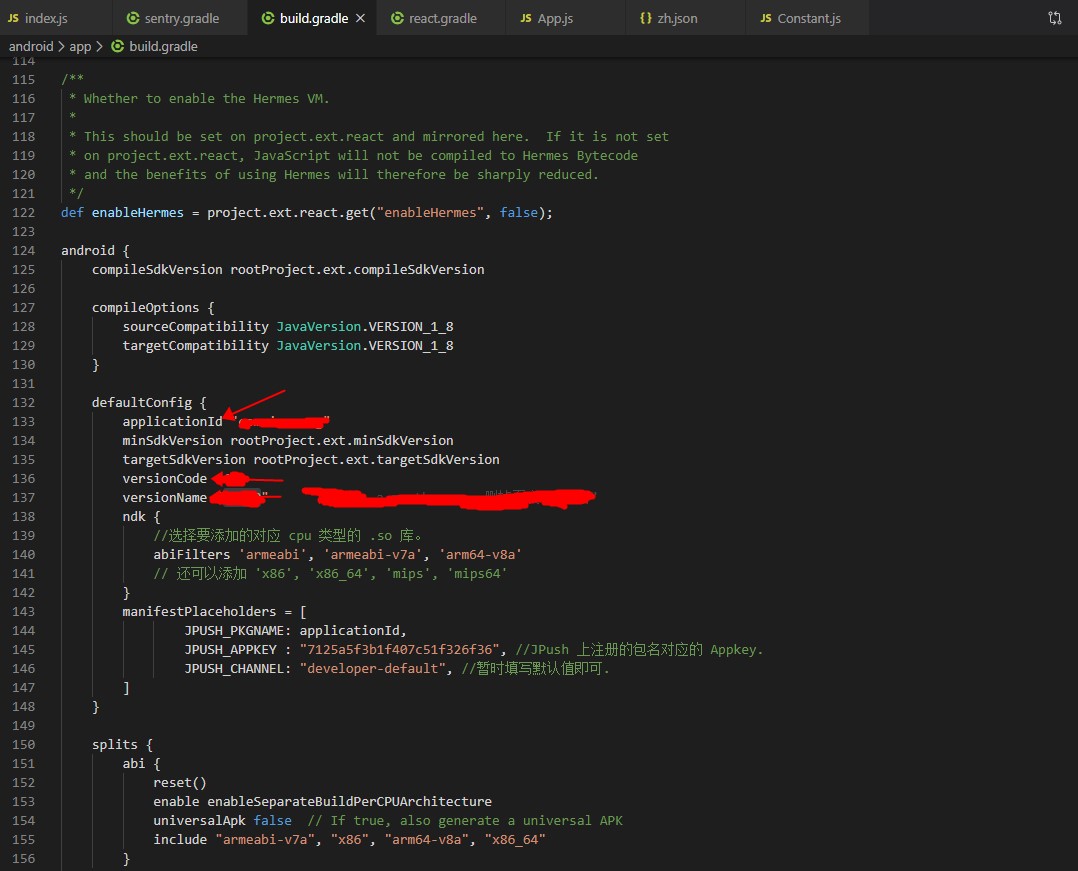 JS index.js sentry.gradle build.gradle × react.gradle JS App.js {} zh.json JS Constant.js
android > app > build.gradle
114
115 /**
116 * Whether to enable the Hermes VM.
117 *
118 * This should be set on project.ext.react and mirrored here.  If it is not set
119 * on project.ext.react, JavaScript will not be compiled to Hermes Bytecode
120 * and the benefits of using Hermes will therefore be sharply reduced.
121 */
122 def enableHermes = project.ext.react.get("enableHermes", false);
123
124 android {
125 compileSdkVersion rootProject.ext.compileSdkVersion
126
127 compileOptions {
128 sourceCompatibility JavaVersion.VERSION_1_8
129 targetCompatibility JavaVersion.VERSION_1_8
130 }
131
132 defaultConfig {
133 applicationId "
134 minSdkVersion rootProject.ext.minSdkVersion
135 targetSdkVersion rootProject.ext.targetSdkVersion
136 versionCode
137 versionName "
138 ndk {
139 //选择要添加的对应 cpu 类型的 .so 库。
140 abiFilters 'armeabi', 'armeabi-v7a', 'arm64-v8a'
141 // 还可以添加 'x86', 'x86_64', 'mips', 'mips64'
142 }
143 manifestPlaceholders = [
144 JPUSH_PKGNAME: applicationId,
145 JPUSH_APPKEY : "7125a5f3b1f407c51f326f36", //JPush 上注册的包名对应的 Appkey.
146 JPUSH_CHANNEL: "developer-default", //暂时填写默认值即可.
147 ]
148 }
149
150 splits {
151 abi {
152 reset()
153 enable enableSeparateBuildPerCPUArchitecture
154 universalApk false  // If true, also generate a universal APK
155 include "armeabi-v7a", "x86", "arm64-v8a", "x86_64"
156 }